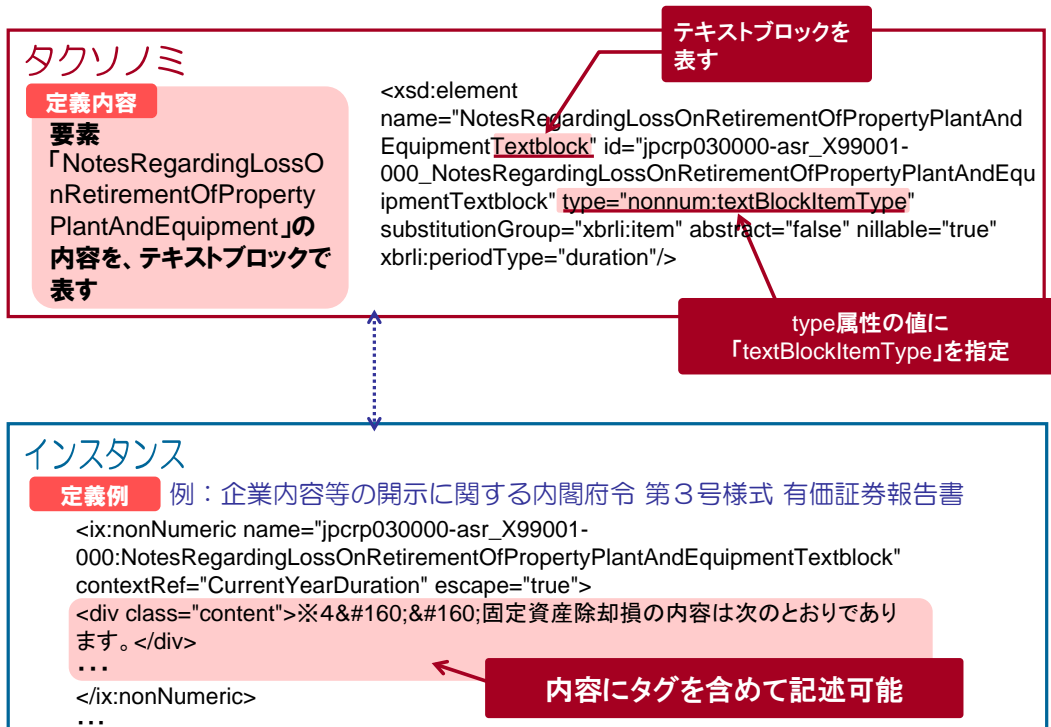 テキストブロックを
表す
タクソノミ
定義内容
要素
「NotesRegardingLossO
nRetirementOfProperty
PlantAndEquipment」の
内容を、テキストブロックで
表す
<xsd:element
name="NotesRegardingLossOnRetirementOfPropertyPlantAnd
EquipmentTextblock" id="jpcrp030000-asr_X99001-
000_NotesRegardingLossOnRetirementOfPropertyPlantAndEqu
ipmentTextblock" type="nonnum:textBlockItemType"
substitutionGroup="xbrli:item" abstract="false" nillable="true"
xbrli:periodType="duration"/>
type属性の値に
「textBlockItemType」を指定
インスタンス
定義例
例：企業内容等の開示に関する内閣府令 第３号様式 有価証券報告書
<ix:nonNumeric name="jpcrp030000-asr_X99001-
000:NotesRegardingLossOnRetirementOfPropertyPlantAndEquipmentTextblock"
contextRef="CurrentYearDuration" escape="true">
<div class="content">※4&#160;&#160;固定資産除却損の内容は次のとおりであり
ます。</div>
・・・
</ix:nonNumeric>
・・・
内容にタグを含めて記述可能